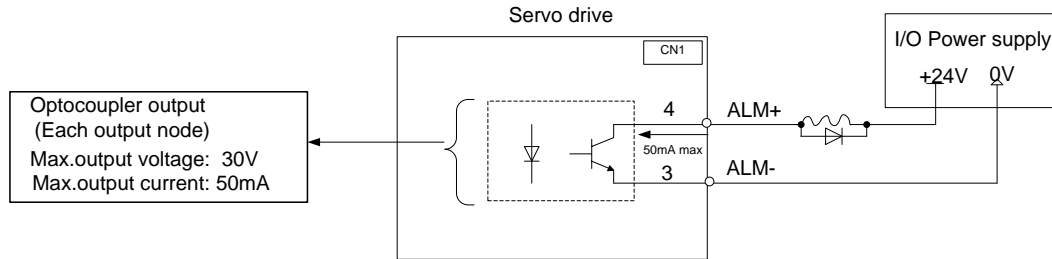 Servo drive
CN1
I/O Power supply
+24V 0V
Optocoupler output
(Each output node)
Max.output voltage: 30V
Max.output current: 50mA
4 ALM+
50mA max
3 ALM-